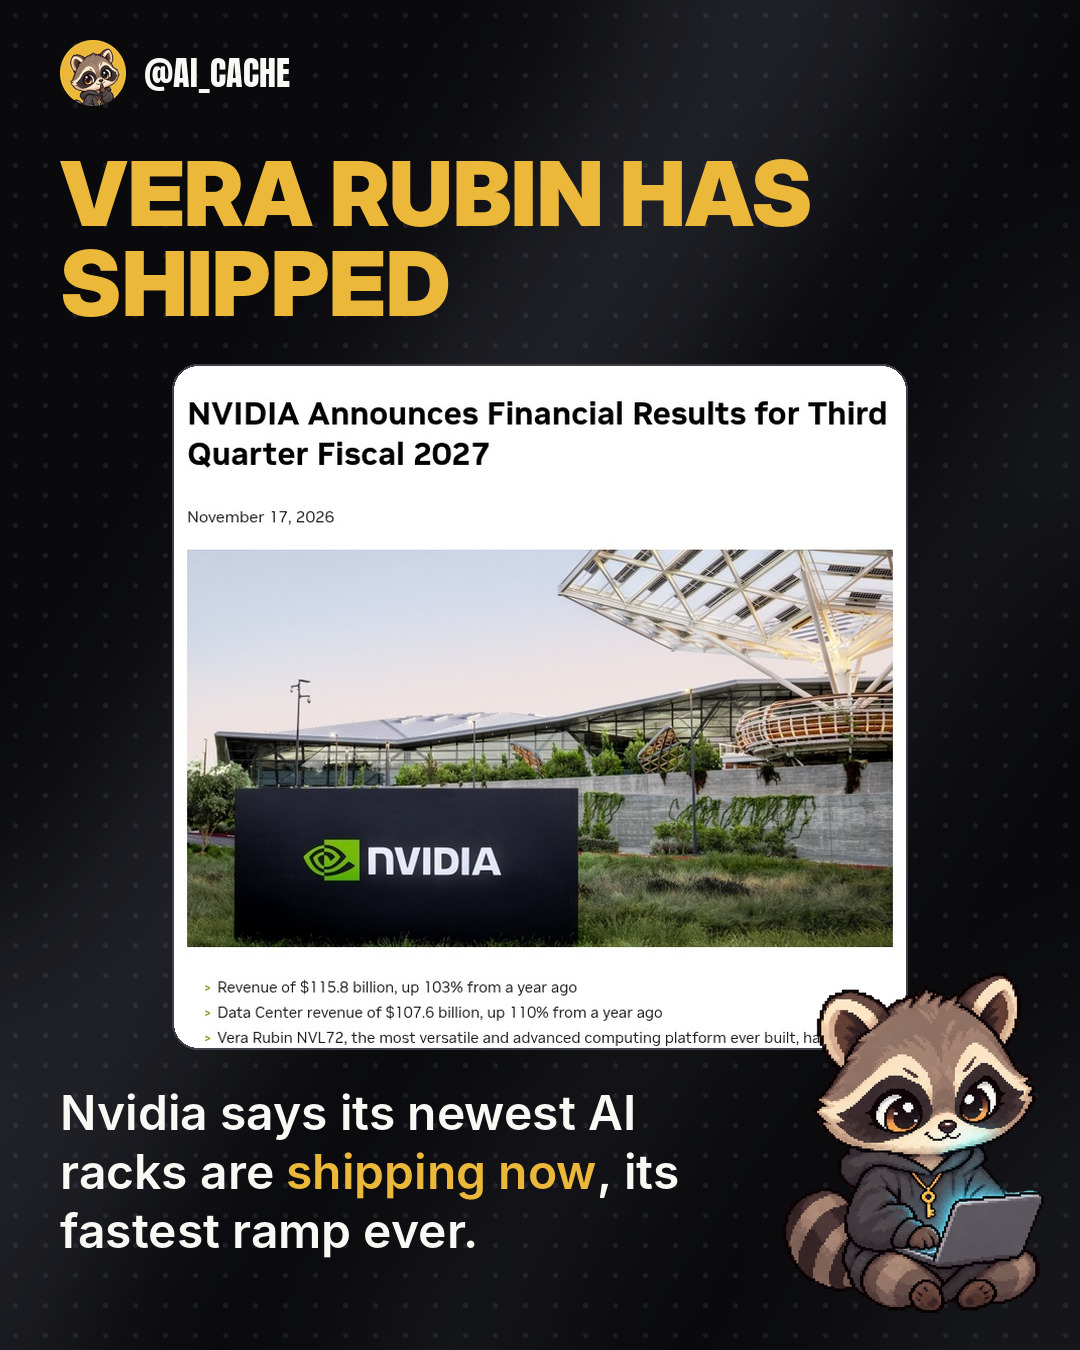 @AI_CACHE
VERA RUBIN HAS
SHIPPED
NVIDIA Announces Financial Results for Third
Quarter Fiscal 2027
November 17, 2026
NVIDIA
> Revenue of $115.8 billion, up 103% from a year ago
> Data Center revenue of $107.6 billion, up 110% from a year ago
> Vera Rubin NVL72, the most versatile and advanced computing platform ever built,
Nvidia says its newest AI
racks are shipping now, its
fastest ramp ever.